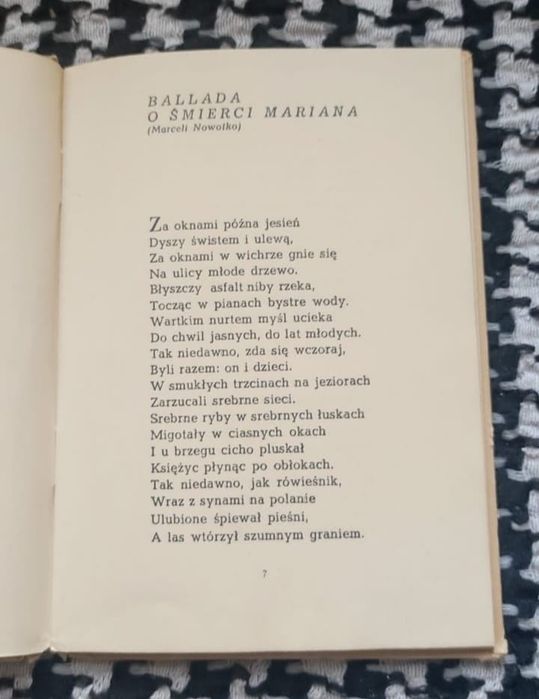 BALLADA
O ŚMIERCI MARIANA
(Marceli Nowotko)
Za oknami późna jesień
Dyszy świstem i ulewą,
Za oknami w wichrze gnie się
Na ulicy młode drzewo.
Błyszczy asfalt niby rzeka,
Tocząc w pianach bystre wody.
Wartkim nurtem myśl ucieka
Do chwil jasnych, do lat młodych.
Tak niedawno, zda się wczoraj,
Byli razem: on i dzieci.
W smukłych trzcinach na jeziorach
Zarzucali srebrne sieci.
Srebrne ryby w srebrnych łuskach
Migotały w ciasnych okach
I u brzegu cicho pluskał
Księżyc płynąc po obłokach.
Tak niedawno, jak rówieśnik,
Wraz z synami na polanie
Ulubione śpiewał pieśni,
A las wtórzył szumnym graniem.
7